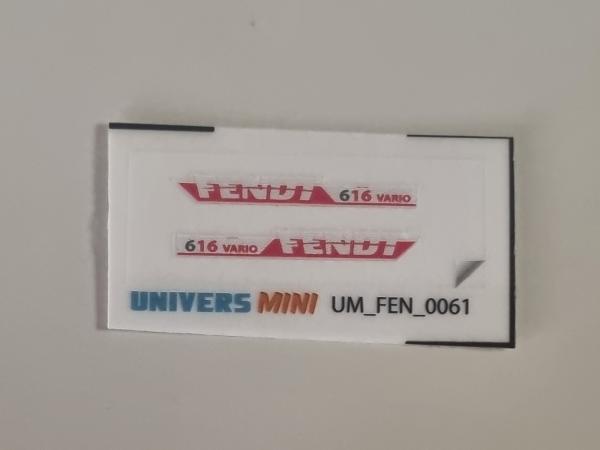 FENDT 616 VARIO
616 VARIO FENDT
UNIVERS MINI UM_FEN_0061